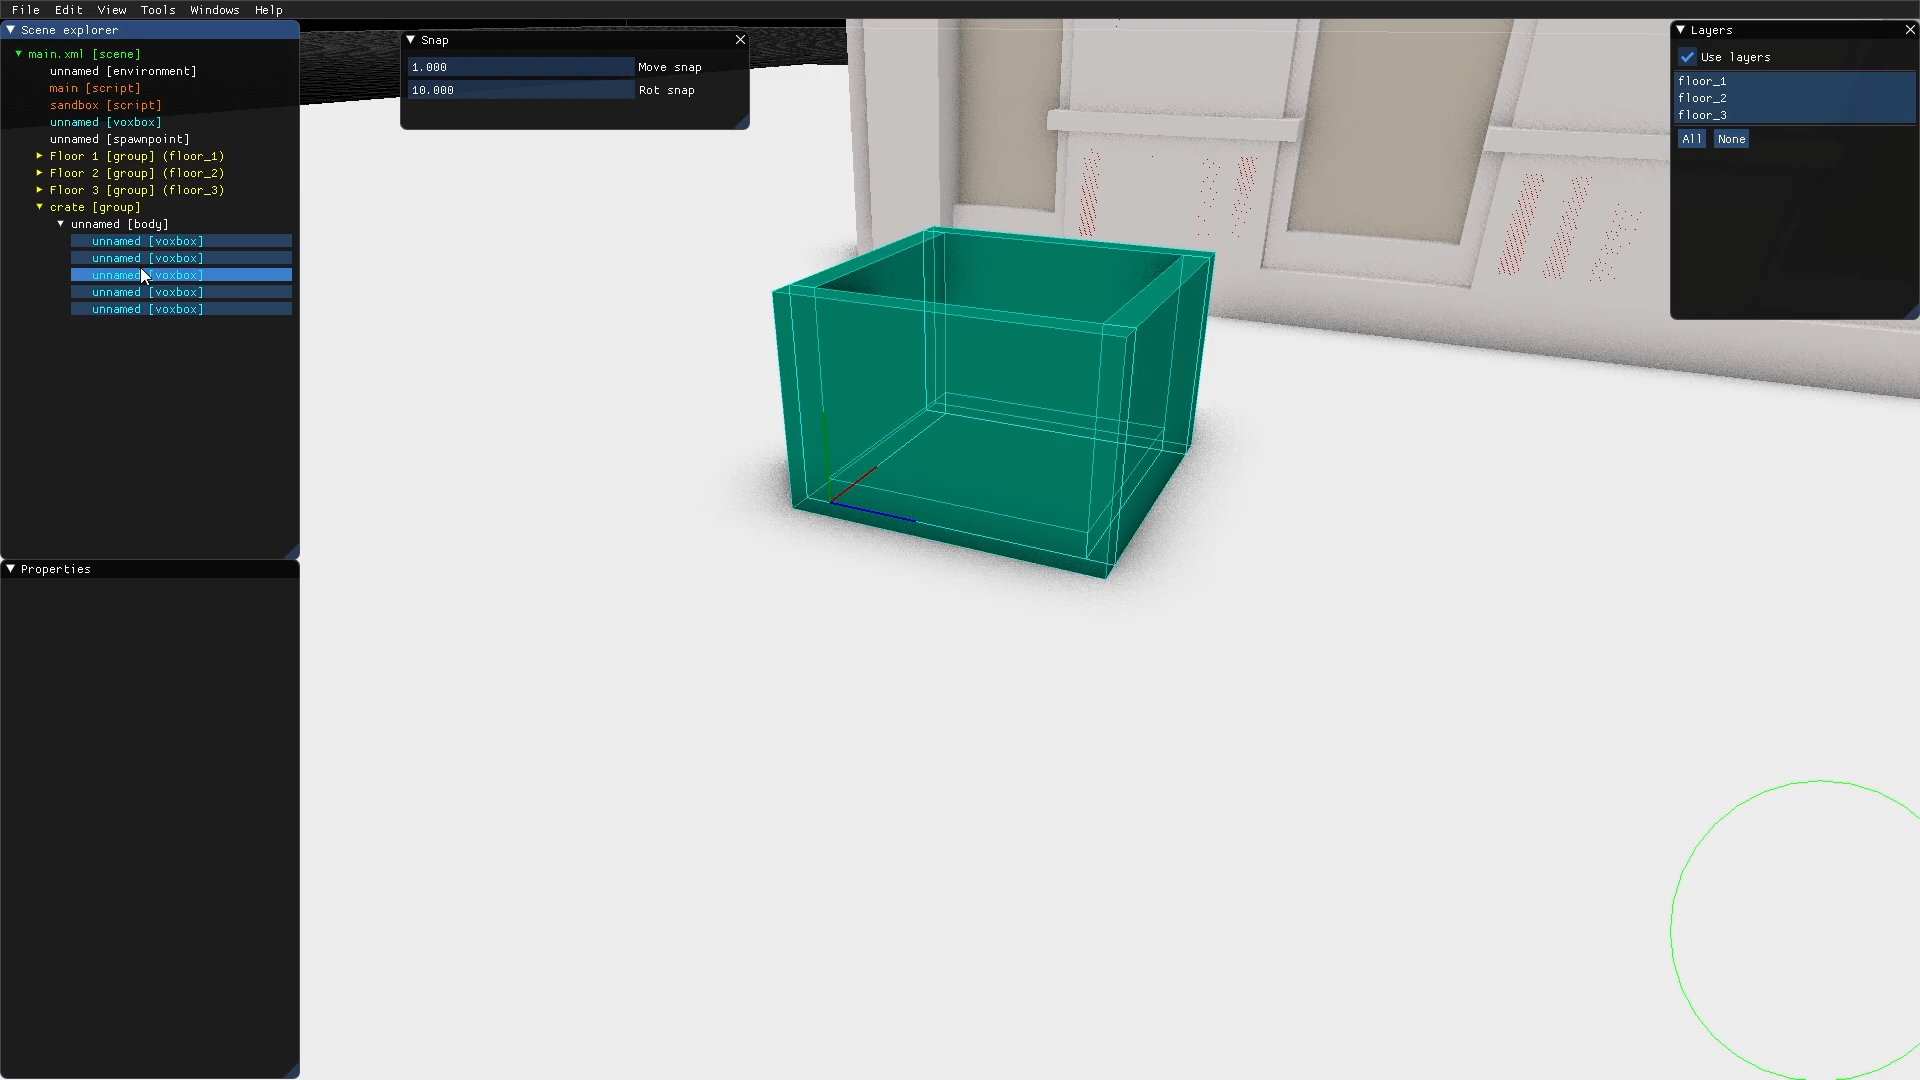 File Edit View Tools Windows Help
Scene explorer
main.xml [scene]
unnamed [environment]
main [script]
sandbox [script]
unnamed [voxbox]
unnamed [spawnpoint]
Floor 1 [group] (floor_1)
Floor 2 [group] (floor_2)
Floor 3 [group] (floor_3)
crate [group]
unnamed [body]
unnamed [voxbox]
unnamed [voxbox]
unnamed [voxbox]
unnamed [voxbox]
unnamed [voxbox]
Properties
Snap
1.000 Move snap
10.000 Rot snap
Layers
Use layers
floor_1
floor_2
floor_3
All None